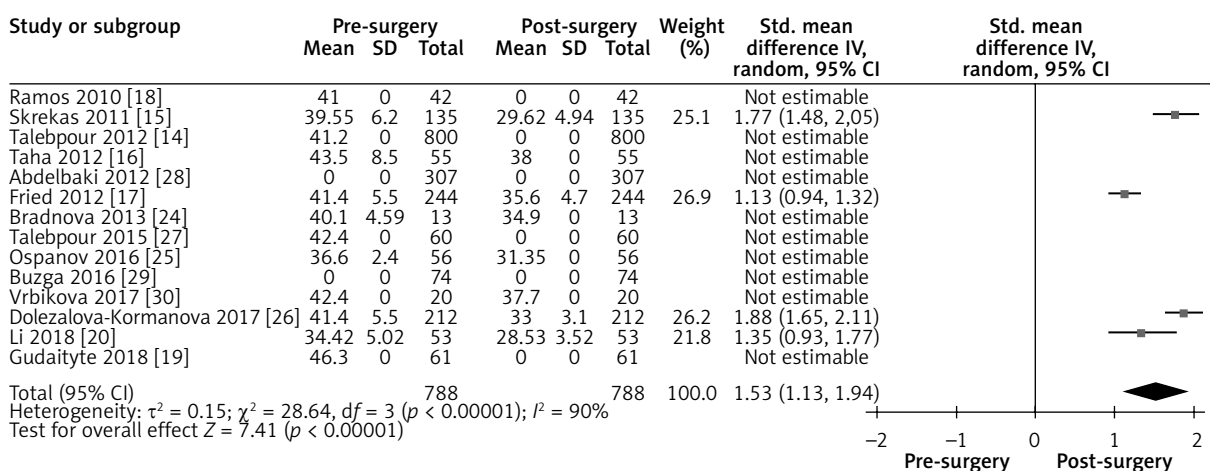 Study or subgroup Pre-surgery Post-surgery Weight Std. mean Std. mean
Mean SD Total Mean SD Total (%) difference IV, difference IV,
random, 95% CI random, 95% CI
Ramos 2010 [18] 41 0 42 0 0 42 Not estimable
Skrekas 2011 [15] 39.55 6.2 135 29.62 4.94 135 25.1 1.77 (1.48, 2,05)
Talebpour 2012 [14] 41.2 0 800 0 0 800 Not estimable
Taha 2012 [16] 43.5 8.5 55 38 0 55 Not estimable
Abdelbaki 2012 [28] 0 0 307 0 0 307 Not estimable
Fried 2012 [17] 41.4 5.5 244 35.6 4.7 244 26.9 1.13 (0.94, 1.32)
Bradnova 2013 [24] 40.1 4.59 13 34.9 0 13 Not estimable
Talebpour 2015 [27] 42.4 0 60 0 0 60 Not estimable
Ospanov 2016 [25] 36.6 2.4 56 31.35 0 56 Not estimable
Buzga 2016 [29] 0 0 74 0 0 74 Not estimable
Vrbikova 2017 [30] 42.4 0 20 37.7 0 20 Not estimable
Dolezalova-Kormanova 2017 [26] 41.4 5.5 212 33 3.1 212 26.2 1.88 (1.65, 2.11)
Li 2018 [20] 34.42 5.02 53 28.53 3.52 53 21.8 1.35 (0.93, 1.77)
Gudaityte 2018 [19] 46.3 0 61 0 0 61 Not estimable
Total (95% CI) 788 788 100.0 1.53 (1.13, 1.94)
Heterogeneity: τ² = 0.15; χ² = 28.64, df = 3 (p < 0.00001); I² = 90%
Test for overall effect Z = 7.41 (p < 0.00001)
−2 −1 0 1 2
Pre-surgery Post-surgery